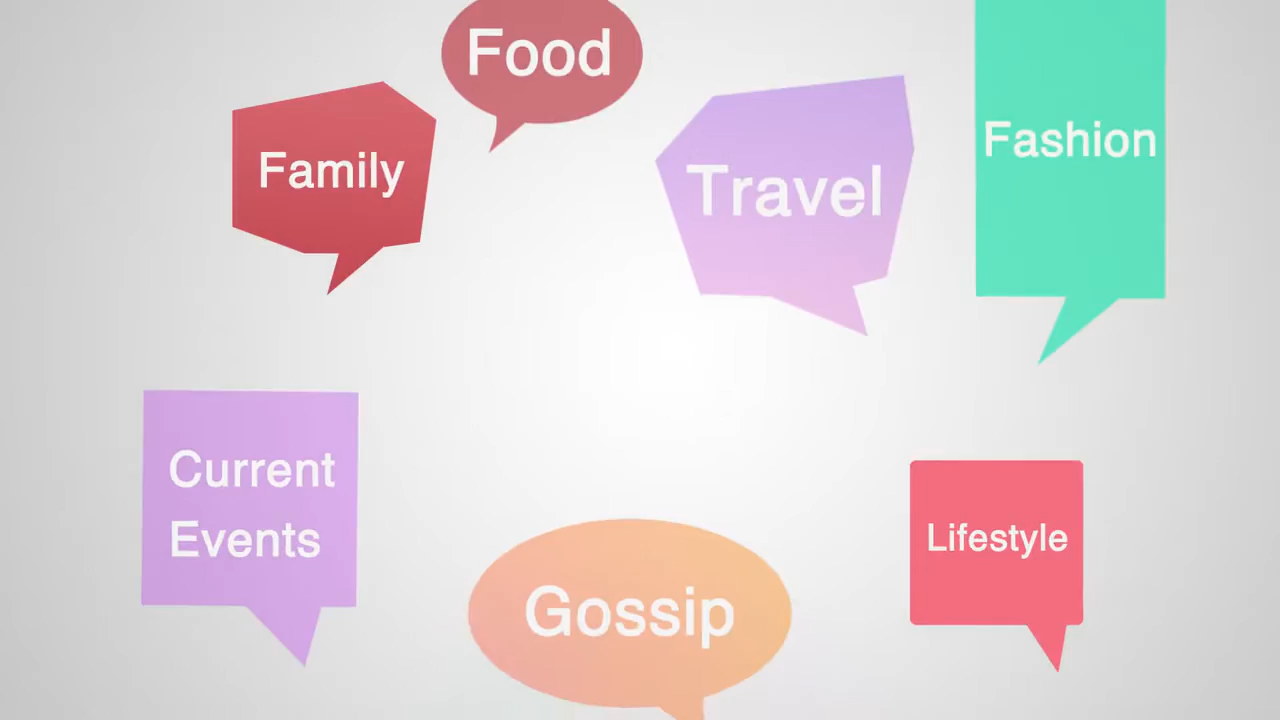 Food
Family
Travel
Fashion
Current
Events
Gossip
Lifestyle